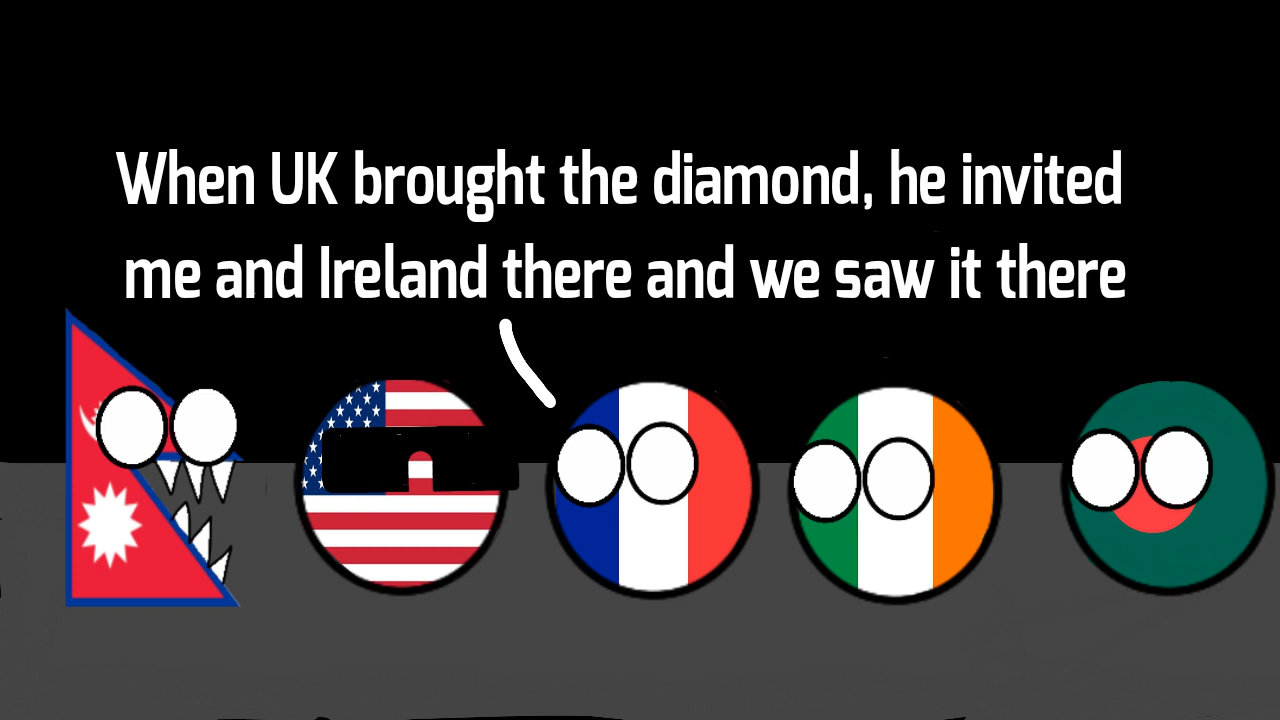 When UK brought the diamond, he invited
me and Ireland there and we saw it there